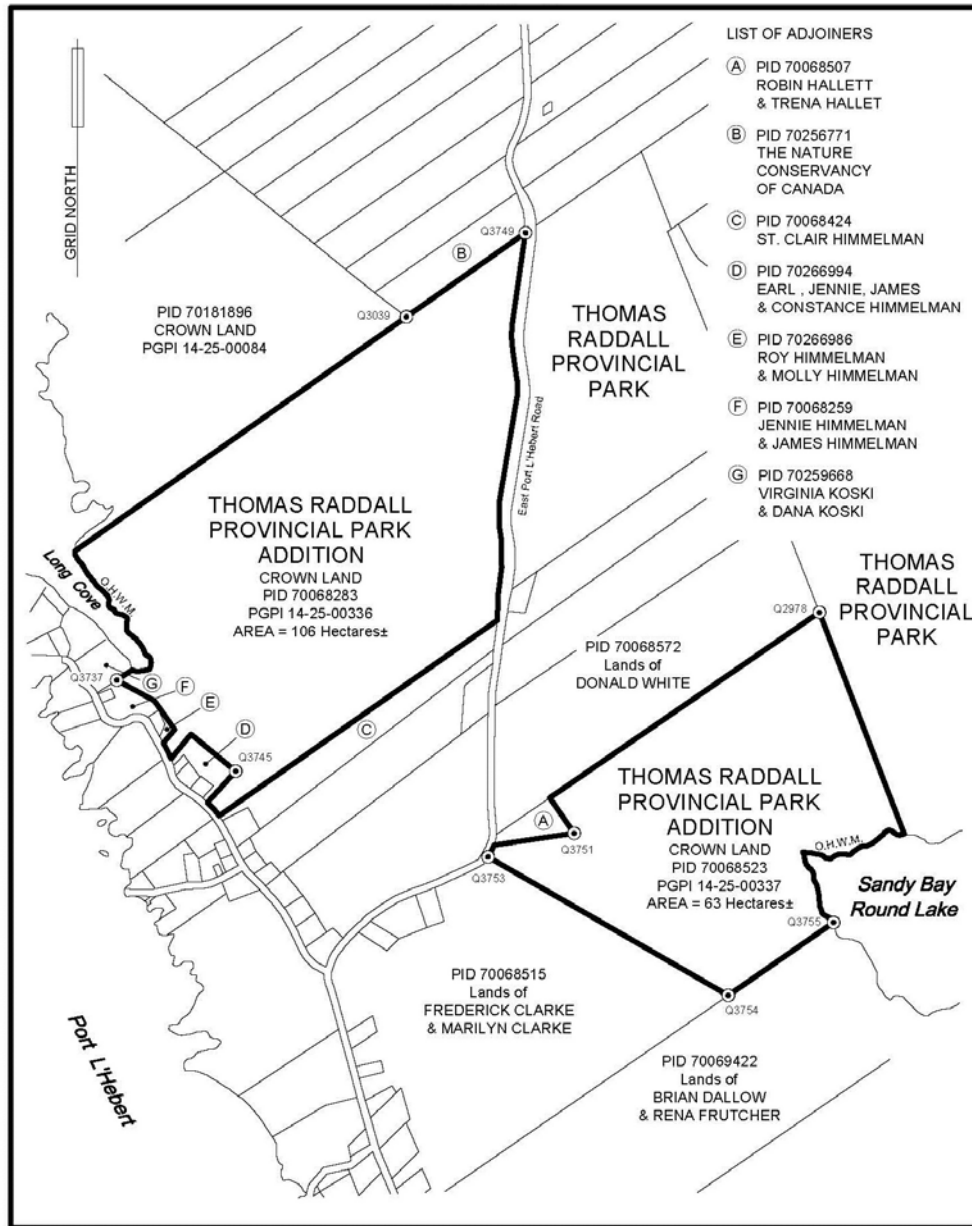 LIST OF ADJOINERS
Ⓐ PID 70068507
ROBIN HALLETT
& TRENA HALLET
Ⓑ PID 70256771
THE NATURE
CONSERVANCY
OF CANADA
Ⓒ PID 70068424
ST. CLAIR HIMMELMAN
Ⓓ PID 70266994
EARL , JENNIE, JAMES
& CONSTANCE HIMMELMAN
Ⓔ PID 70266986
ROY HIMMELMAN
& MOLLY HIMMELMAN
Ⓕ PID 70068259
JENNIE HIMMELMAN
& JAMES HIMMELMAN
Ⓖ PID 70259668
VIRGINIA KOSKI
& DANA KOSKI
GRID NORTH
Q3749
Ⓑ
Q3039
PID 70181896
CROWN LAND
PGPI 14-25-00084
THOMAS
RADDALL
PROVINCIAL
PARK
East Port L'Hebert Road
THOMAS RADDALL
PROVINCIAL PARK
ADDITION
CROWN LAND
PID 70068283
PGPI 14-25-00336
AREA = 106 Hectares±
Long Cove
O.H.W.M.
Q3737
Ⓖ
Ⓕ
Ⓔ
Ⓓ
Q3745
Ⓒ
PID 70068572
Lands of
DONALD WHITE
Q2978
THOMAS
RADDALL
PROVINCIAL
PARK
THOMAS RADDALL
PROVINCIAL PARK
ADDITION
CROWN LAND
PID 70068523
PGPI 14-25-00337
AREA = 63 Hectares±
Ⓐ
Q3751
Q3753
O.H.W.M.
Sandy Bay
Round Lake
Q3755
Q3754
PID 70068515
Lands of
FREDERICK CLARKE
& MARILYN CLARKE
PID 70069422
Lands of
BRIAN DALLOW
& RENA FRUTCHER
Port L'Hebert